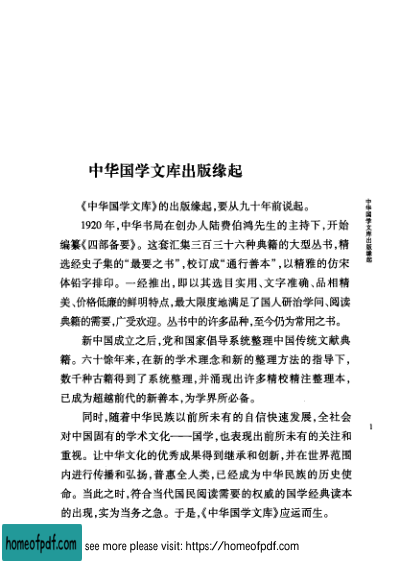 中华国学文库出版缘起
《中华国学文库》的出版缘起,要从九十年前说起。
1920 年,中华书局在创办人陆费伯鸿先生的主持下,开始
编纂《四部备要》。这套汇集三百三十六种典籍的大型丛书,精
选经史子集的“最要之书”,校订成“通行善本”,以精雅的仿宋
体铅字排印。一经推出,即以其选目实用、文字准确、品相精
美、价格低廉的鲜明特点,最大限度地满足了国人研治学问、阅读
典籍的需要,广受欢迎。丛书中的许多品种,至今仍为常用之书。
新中国成立之后,党和国家倡导系统整理中国传统文献典
籍。六十余年来,在新的学术理念和新的整理方法的指导下,
数千种古籍得到了系统整理,并涌现出许多精校精注整理本,
已成为超越前代的新善本,为学界所必备。
同时,随着中华民族以前所未有的自信快速发展,全社会
对中国固有的学术文化——国学,也表现出前所未有的关注和
重视。让中华文化的优秀成果得到继承和创新,并在世界范围
内进行传播和弘扬,普惠全人类,已经成为中华民族的历史使
命。当此之时,符合当代国民阅读需要的权威的国学经典读本
的出现,实为当务之急。于是,《中华国学文库》应运而生。
中华国学文库出版缘起
1
homeofpdf.com
see more please visit: https://homeofpdf.com